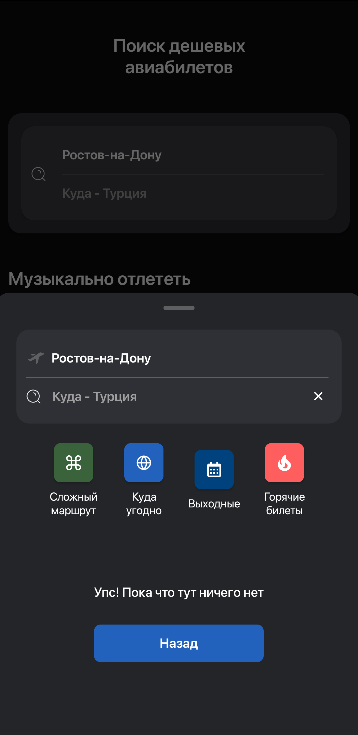 Поиск дешевых
авиабилетов
Ростов-на-Дону
Куда - Турция
Музыкально отлететь
Ростов-на-Дону
Куда - Турция
Сложный
маршрут
Куда
угодно
Выходные
Горячие
билеты
Упс! Пока что тут ничего нет
Назад